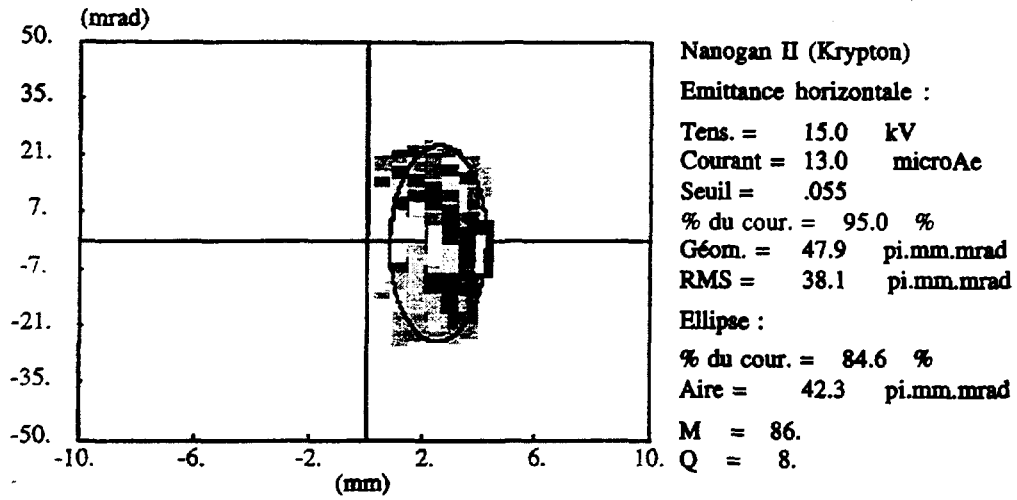 (mrad)
50.
35.
21.
7.
-7.
-21.
-35.
-50.
-10.
-6.
-2.
2.
6.
10.
(mm)
Nanogan II (Krypton)
Emittance horizontale :
Tens. = 15.0 kV
Courant = 13.0 microAe
Seuil = .055
% du cour. = 95.0 %
Géom. = 47.9 pi.mm.mrad
RMS = 38.1 pi.mm.mrad
Ellipse :
% du cour. = 84.6 %
Aire = 42.3 pi.mm.mrad
M = 86.
Q = 8.